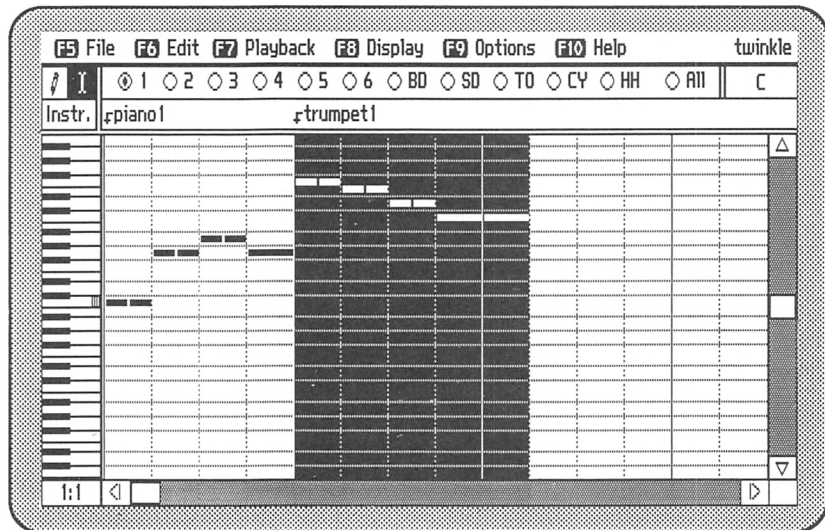 F5 File F6 Edit F7 Playback F8 Display F9 Options F10 Help twinkle
1 2 3 4 5 6 BD SD TO CY HH All C
Instr. piano1 trumpet1
1:1